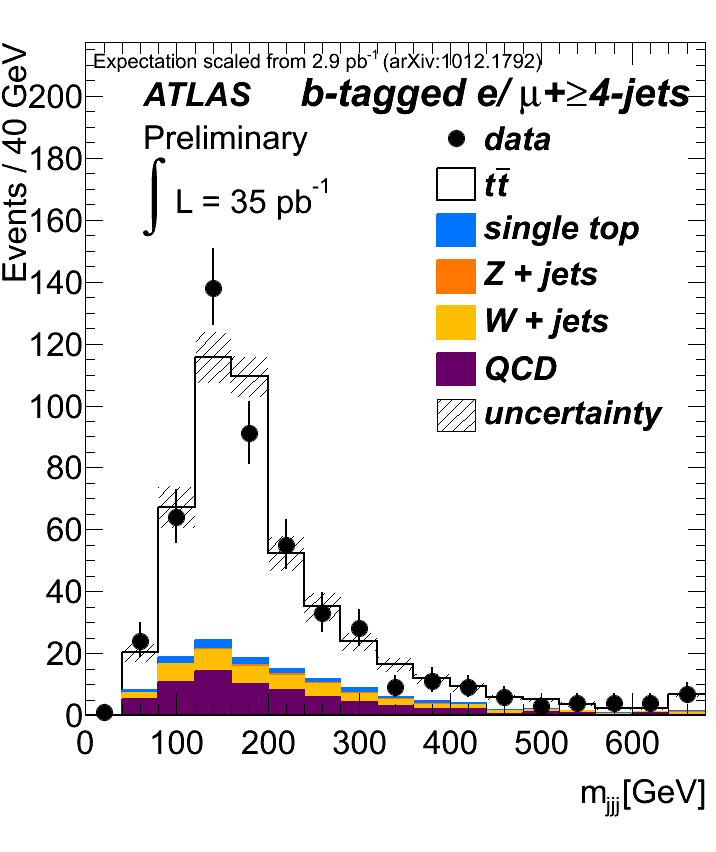 Expectation scaled from 2.9 pb⁻¹ (arXiv:1012.1792)
ATLAS b-tagged e/ μ+≥4-jets
Preliminary
∫ L = 35 pb⁻¹
data
tt̄
single top
Z + jets
W + jets
QCD
uncertainty
Events / 40 GeV
200
180
160
140
120
100
80
60
40
20
0
0 100 200 300 400 500 600
m_jjj [GeV]